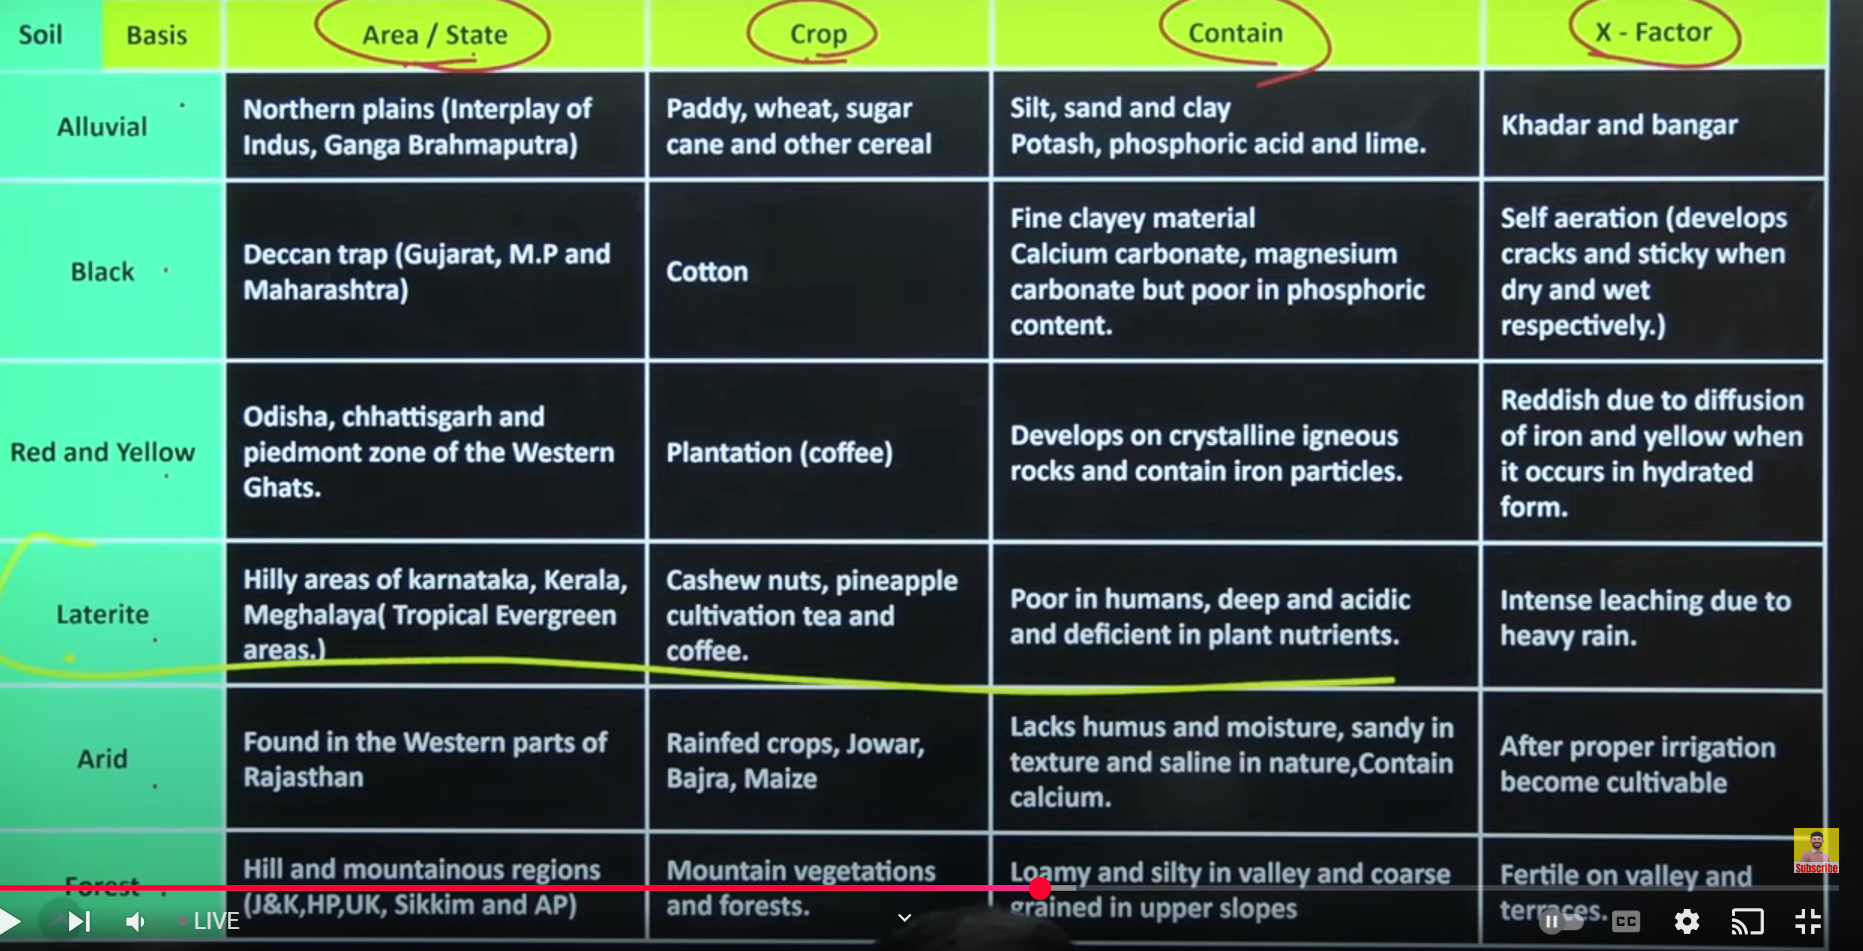 Soil Basis Area / State Crop Contain X - Factor
Alluvial
Northern plains (Interplay of
Indus, Ganga Brahmaputra)
Paddy, wheat, sugar
cane and other cereal
Silt, sand and clay
Potash, phosphoric acid and lime.
Khadar and bangar
Black
Deccan trap (Gujarat, M.P and
Maharashtra)
Cotton
Fine clayey material
Calcium carbonate, magnesium
carbonate but poor in phosphoric
content.
Self aeration (develops
cracks and sticky when
dry and wet
respectively.)
Red and Yellow
Odisha, chhattisgarh and
piedmont zone of the Western
Ghats.
Plantation (coffee)
Develops on crystalline igneous
rocks and contain iron particles.
Reddish due to diffusion
of iron and yellow when
it occurs in hydrated
form.
Laterite
Hilly areas of karnataka, Kerala,
Meghalaya( Tropical Evergreen
areas.)
Cashew nuts, pineapple
cultivation tea and
coffee.
Poor in humans, deep and acidic
and deficient in plant nutrients.
Intense leaching due to
heavy rain.
Arid
Found in the Western parts of
Rajasthan
Rainfed crops, Jowar,
Bajra, Maize
Lacks humus and moisture, sandy in
texture and saline in nature,Contain
calcium.
After proper irrigation
become cultivable
Forest
Hill and mountainous regions
(J&K,HP,UK, Sikkim and AP)
Mountain vegetations
and forests.
Loamy and silty in valley and coarse
grained in upper slopes
Fertile on valley and
terraces.
Subscribe
LIVE
CC